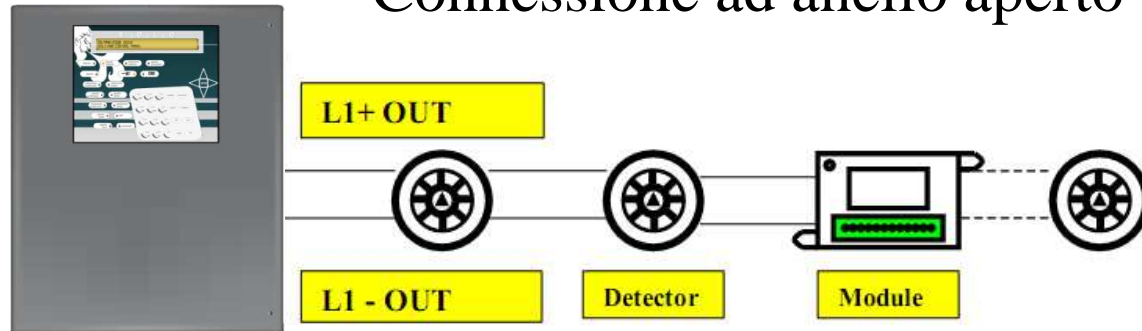 Connessione ad anello aperto
L1+ OUT
L1 - OUT
Detector
Module